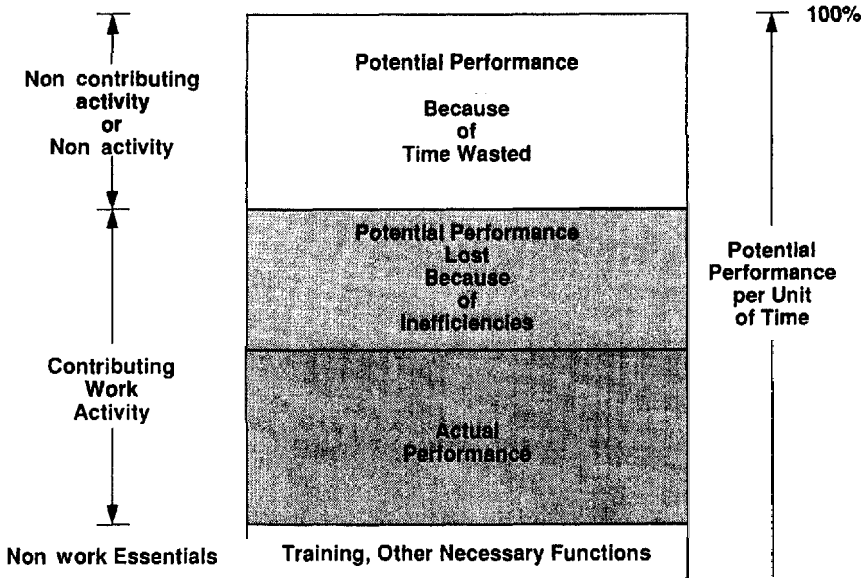 100%
Non contributing
activity
or
Non activity
Potential Performance
Because
of
Time Wasted
Potential Performance
Lost
Because
of
Inefficiencies
Potential
Performance
per Unit
of Time
Contributing
Work
Activity
Actual
Performance
Non work Essentials
Training, Other Necessary Functions